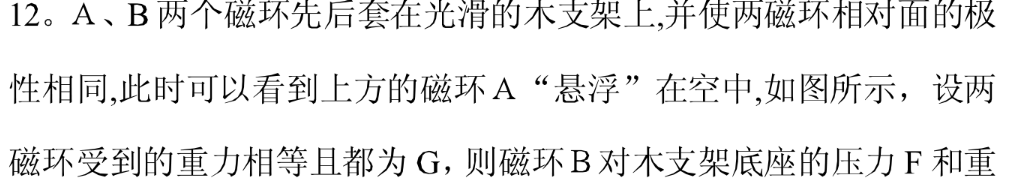 12。A、B两个磁环先后套在光滑的木支架上,并使两磁环相对面的极
性相同,此时可以看到上方的磁环A“悬浮”在空中,如图所示，设两
磁环受到的重力相等且都为G，则磁环B对木支架底座的压力F和重